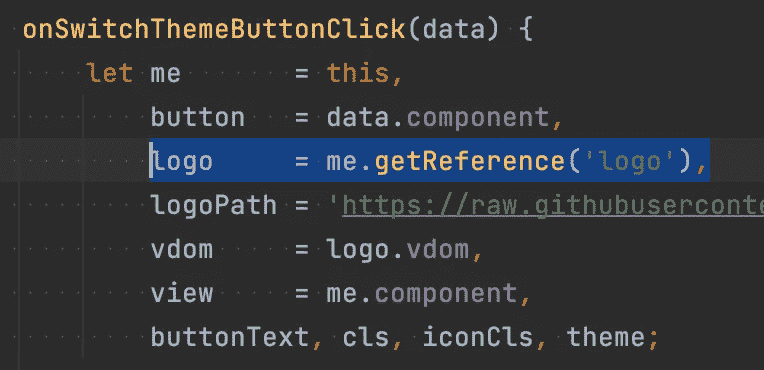 onSwitchThemeButtonClick(data) {
let me = this,
button = data.component,
logo = me.getReference('logo'),
logoPath = 'https://raw.githubuserconte
vdom = logo.vdom,
view = me.component,
buttonText, cls, iconCls, theme;